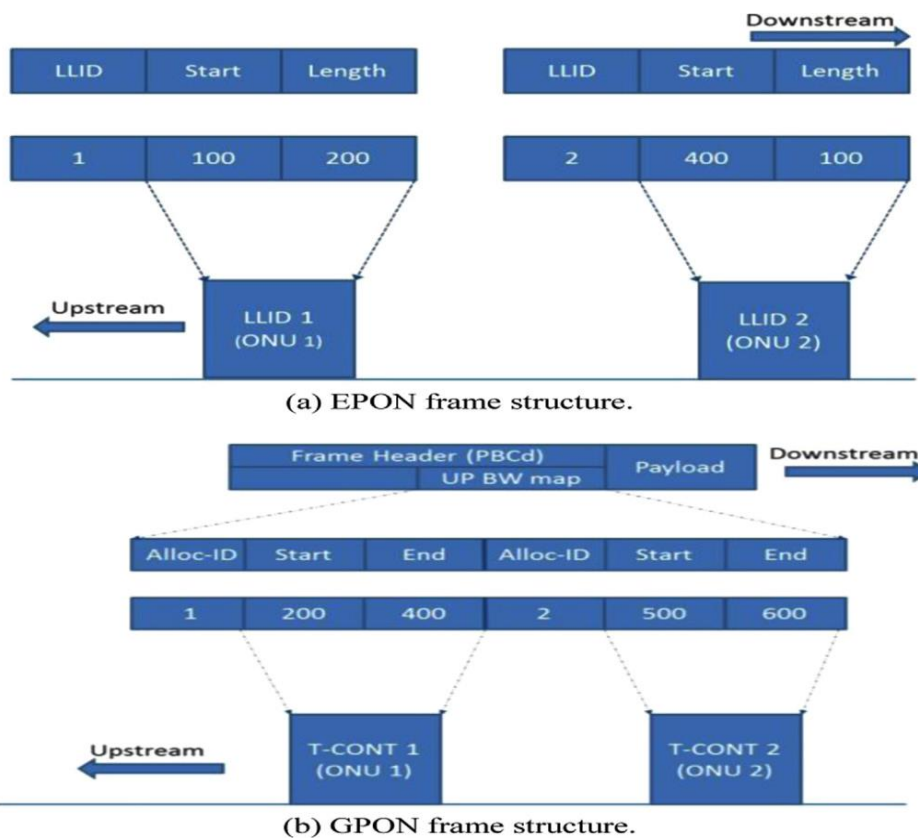 Downstream
LLID Start Length LLID Start Length
1 100 200 2 400 100
Upstream
LLID 1
(ONU 1)
LLID 2
(ONU 2)
(a) EPON frame structure.
Frame Header (PBCd)
UP BW map
Payload
Downstream
Alloc-ID Start End Alloc-ID Start End
1 200 400 2 500 600
Upstream
T-CONT 1
(ONU 1)
T-CONT 2
(ONU 2)
(b) GPON frame structure.